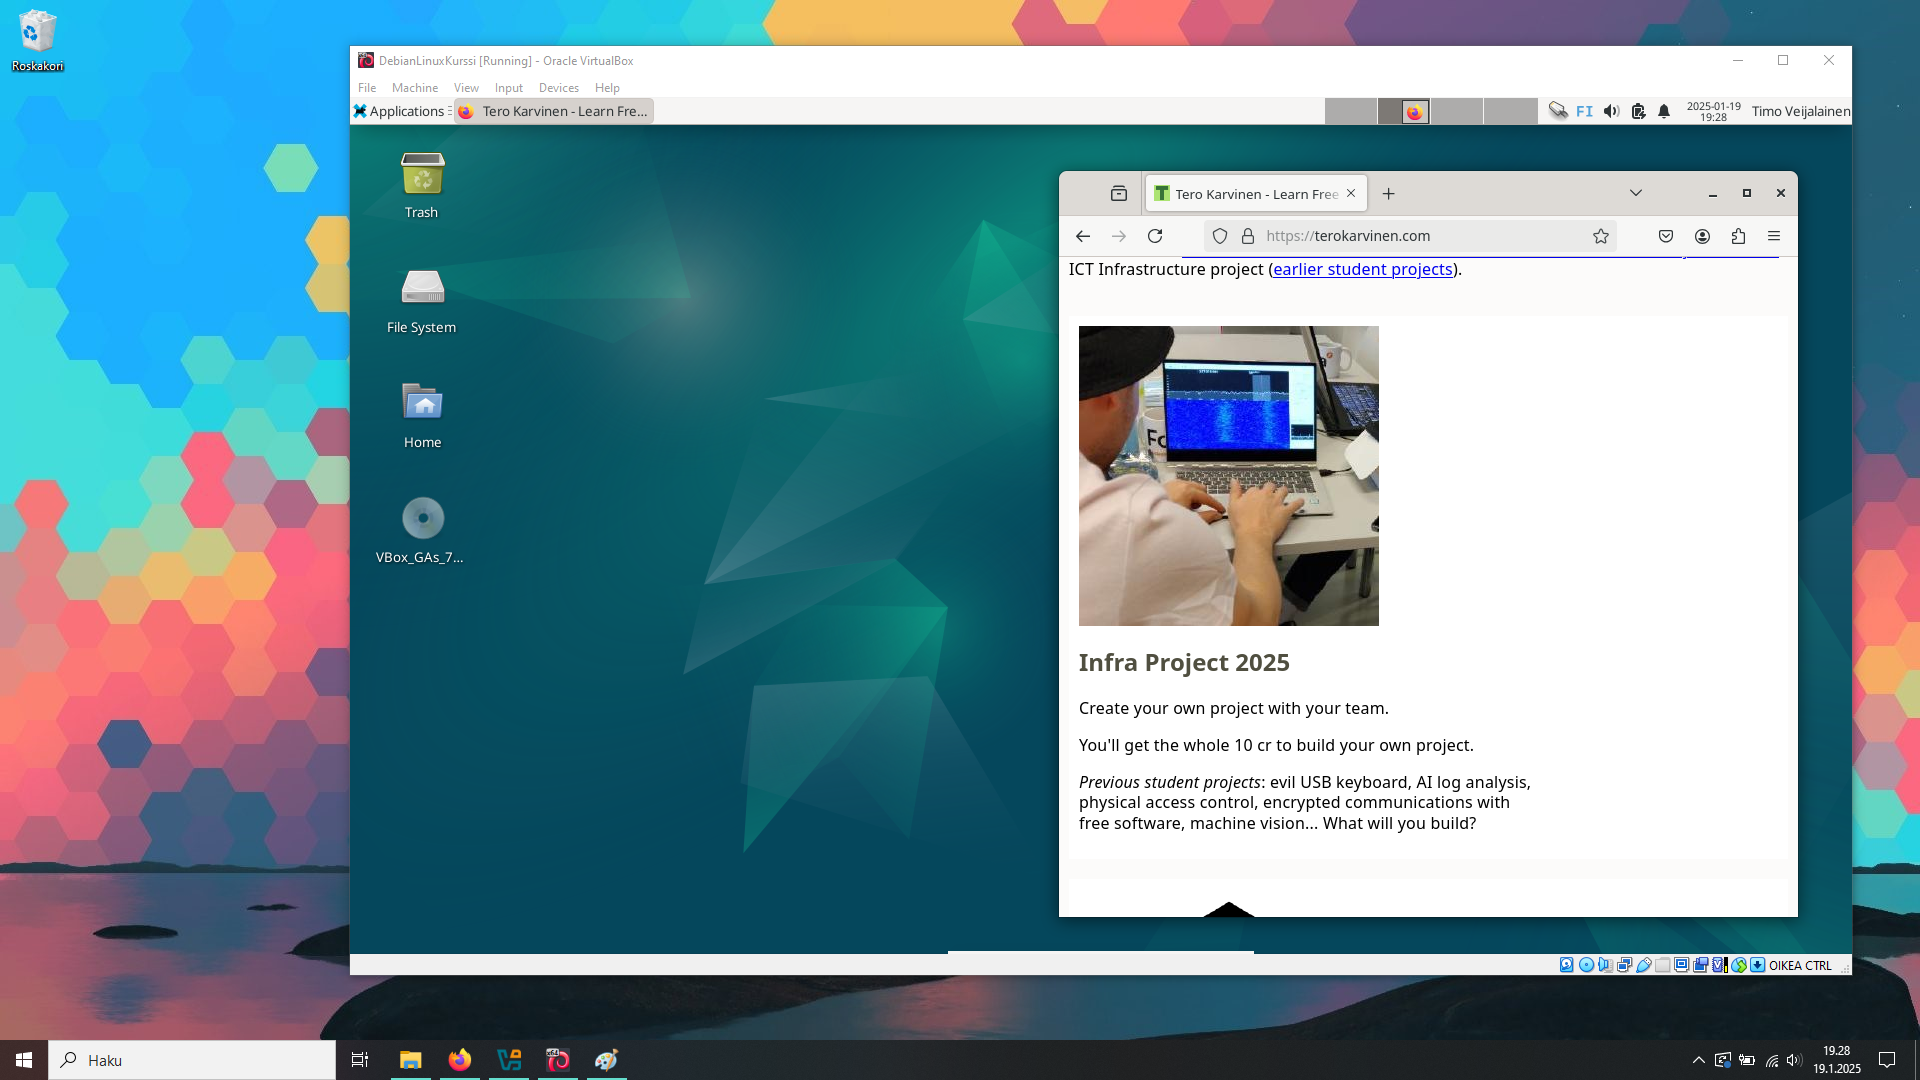 Roskakori
DebianLinuxKurssi [Running] - Oracle VirtualBox
File Machine View Input Devices Help
Applications
Tero Karvinen - Learn Fre...
FI
2025-01-19
19:28
Timo Veijalainen
Trash
File System
Home
VBox_GAs_7...
Tero Karvinen - Learn Free
https://terokarvinen.com
ICT Infrastructure project (earlier student projects).
Infra Project 2025
Create your own project with your team.
You'll get the whole 10 cr to build your own project.
Previous student projects: evil USB keyboard, AI log analysis,
physical access control, encrypted communications with
free software, machine vision... What will you build?
OIKEA CTRL
Haku
x64
19.28
19.1.2025